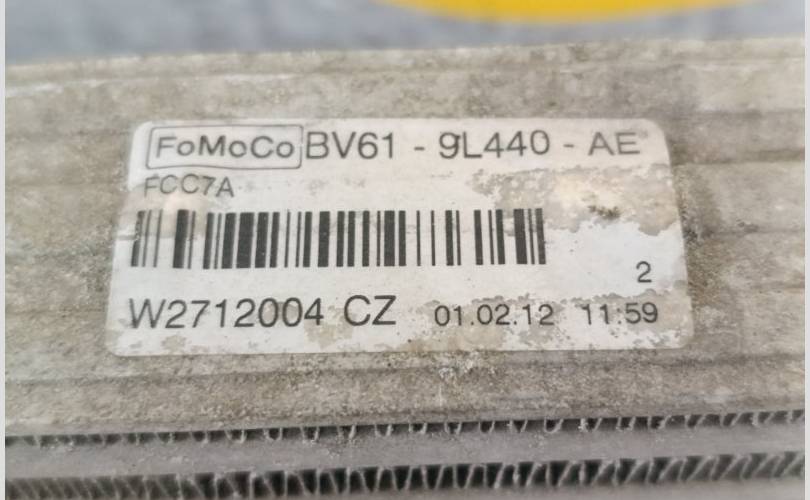 FoMoCo BV61 - 9L440 - AE
FCC7A
2
W2712004 CZ 01.02.12 11:59